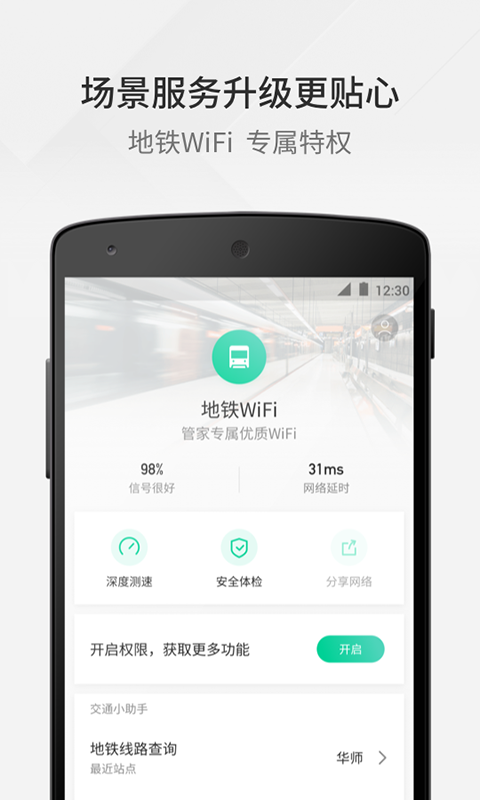 场景服务升级更贴心
地铁WiFi 专属特权
12:30
地铁WiFi
管家专属优质WiFi
98%
信号很好
31ms
网络延时
深度测速
安全体检
分享网络
开启权限，获取更多功能
开启
交通小助手
地铁线路查询
最近站点
华师